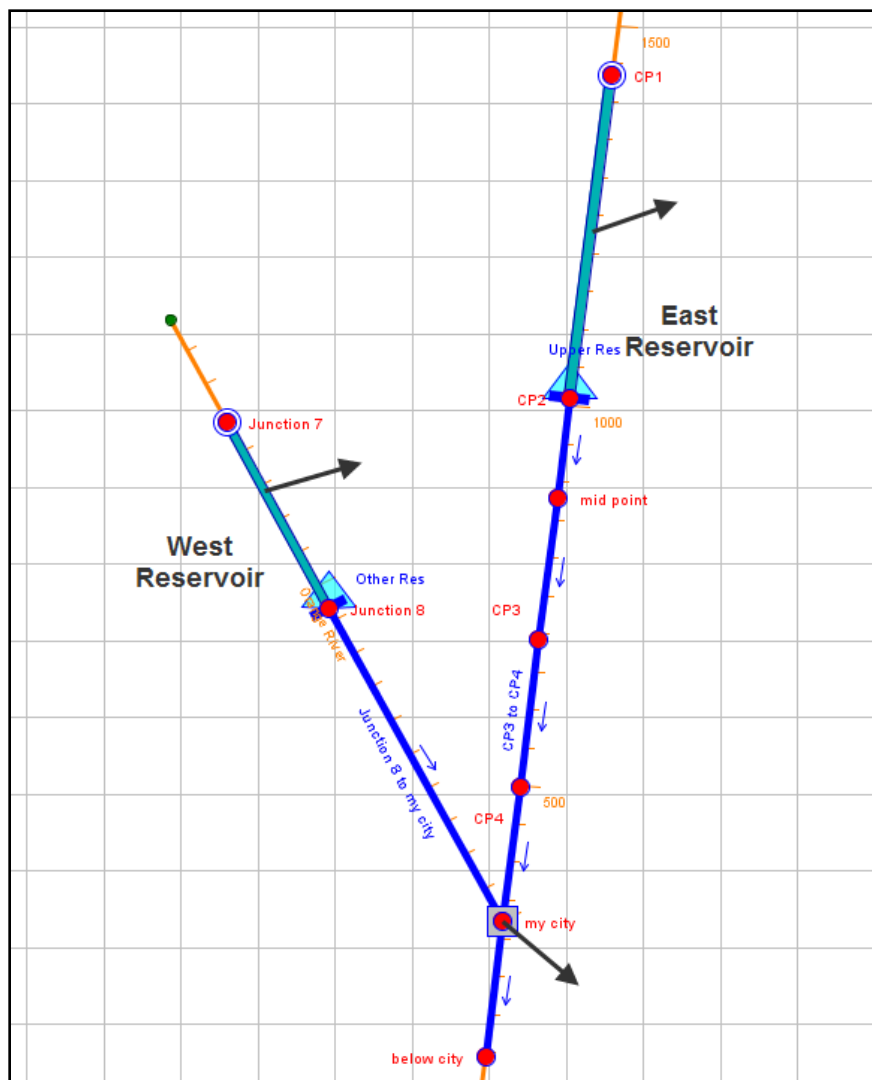 1500
CP1
East
Reservoir
Upper Res
CP2
1000
Junction 7
mid point
West
Reservoir
Other Res
Junction 8
CP3
River
CP3 to CP4
Junction 8 to my city
500
CP4
my city
below city